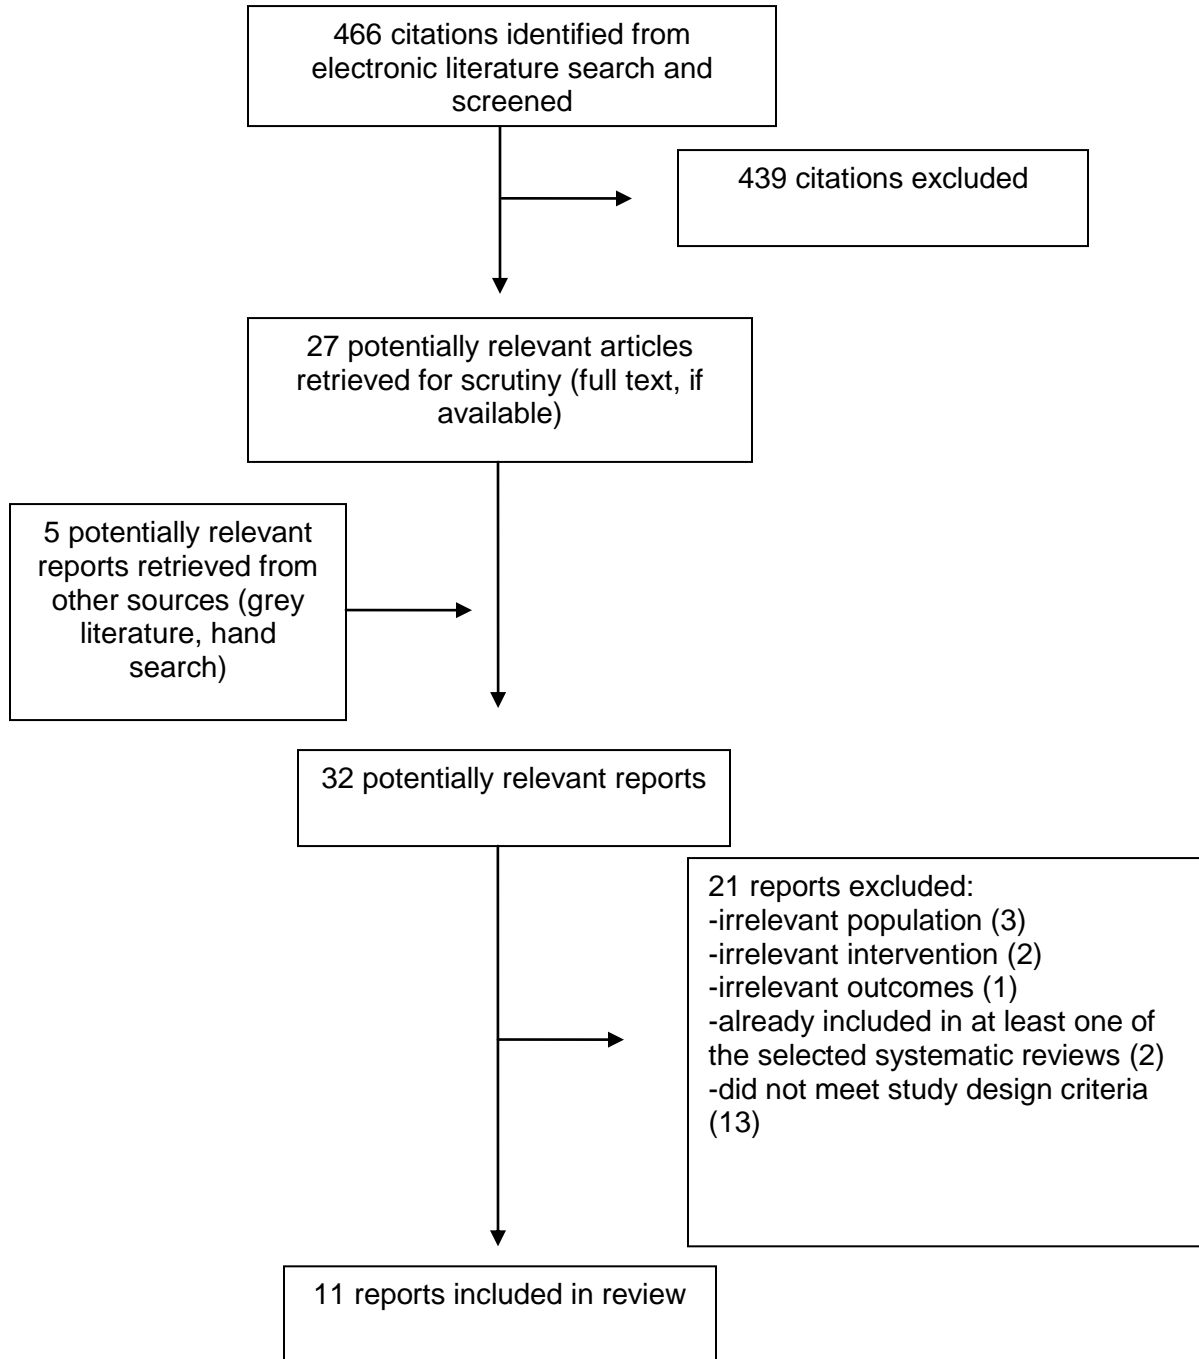 466 citations identified from
electronic literature search and
screened
439 citations excluded
27 potentially relevant articles
retrieved for scrutiny (full text, if
available)
5 potentially relevant
reports retrieved from
other sources (grey
literature, hand
search)
32 potentially relevant reports
21 reports excluded:
-irrelevant population (3)
-irrelevant intervention (2)
-irrelevant outcomes (1)
-already included in at least one of
the selected systematic reviews (2)
-did not meet study design criteria
(13)
11 reports included in review